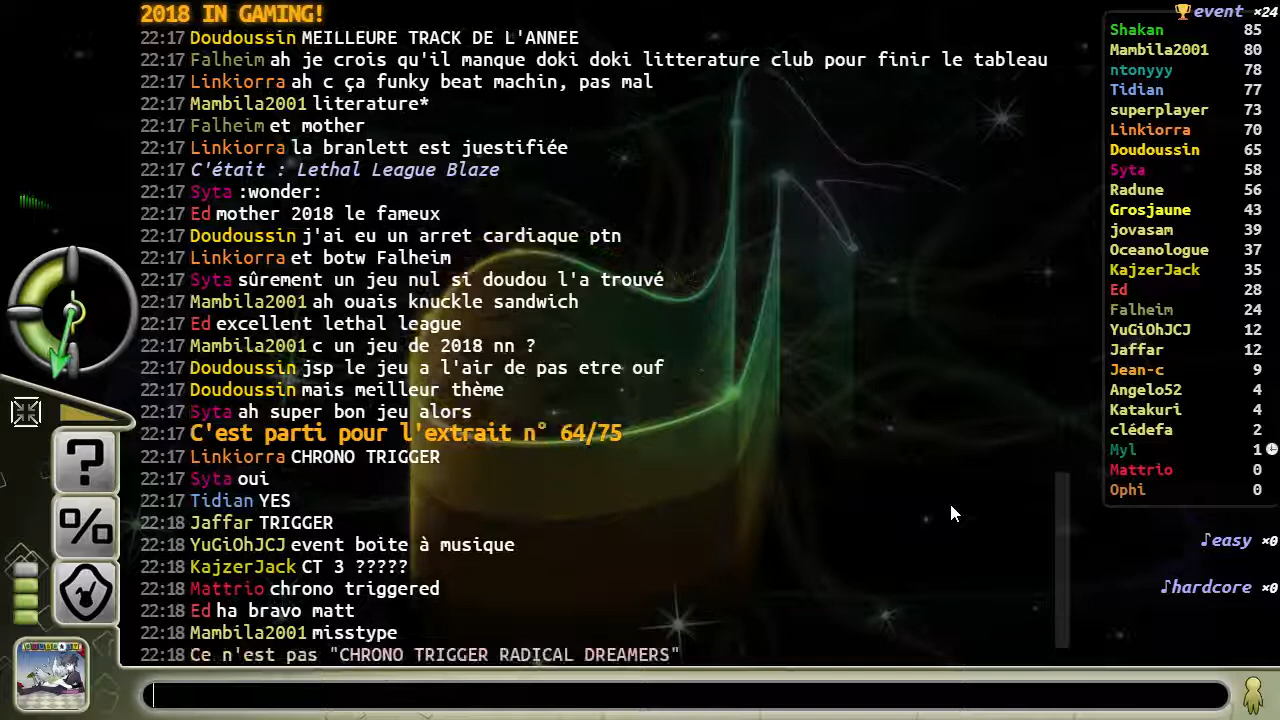 2018 IN GAMING!
22:17 Doudoussin MEILLEURE TRACK DE L'ANNEE
22:17 Falheim ah je crois qu'il manque doki doki litterature club pour finir le tableau
22:17 Linkiorra ah c ça funky beat machin, pas mal
22:17 Mambila2001 literature*
22:17 Falheim et mother
22:17 Linkiorra la branlett est juestifiée
22:17 C'était : Lethal League Blaze
22:17 Syta :wonder:
22:17 Ed mother 2018 le fameux
22:17 Doudoussin j'ai eu un arret cardiaque ptn
22:17 Linkiorra et botw Falheim
22:17 Syta sûrement un jeu nul si doudou l'a trouvé
22:17 Mambila2001 ah ouais knuckle sandwich
22:17 Ed excellent lethal league
22:17 Mambila2001 c un jeu de 2018 nn ?
22:17 Doudoussin jsp le jeu a l'air de pas etre ouf
22:17 Doudoussin mais meilleur thème
22:17 Syta ah super bon jeu alors
22:17 C'est parti pour l'extrait n° 64/75
22:17 Linkiorra CHRONO TRIGGER
22:17 Syta oui
22:17 Tidian YES
22:18 Jaffar TRIGGER
22:18 YuGiOhJCJ event boite à musique
22:18 KajzerJack CT 3 ?????
22:18 Mattrio chrono triggered
22:18 Ed ha bravo matt
22:18 Mambila2001 misstype
22:18 Ce n'est pas "CHRONO TRIGGER RADICAL DREAMERS"
?
%
event ×24
Shakan 85
Mambila2001 80
ntonyyy 78
Tidian 77
superplayer 73
Linkiorra 70
Doudoussin 65
Syta 58
Radune 56
Grosjaune 43
jovasam 39
Oceanologue 37
KajzerJack 35
Ed 28
Falheim 24
YuGiOhJCJ 12
Jaffar 12
Jean-c 9
Angelo52 4
Katakuri 4
clédefa 2
Myl 1
Mattrio 0
Ophi 0
♪easy ×0
♪hardcore ×0